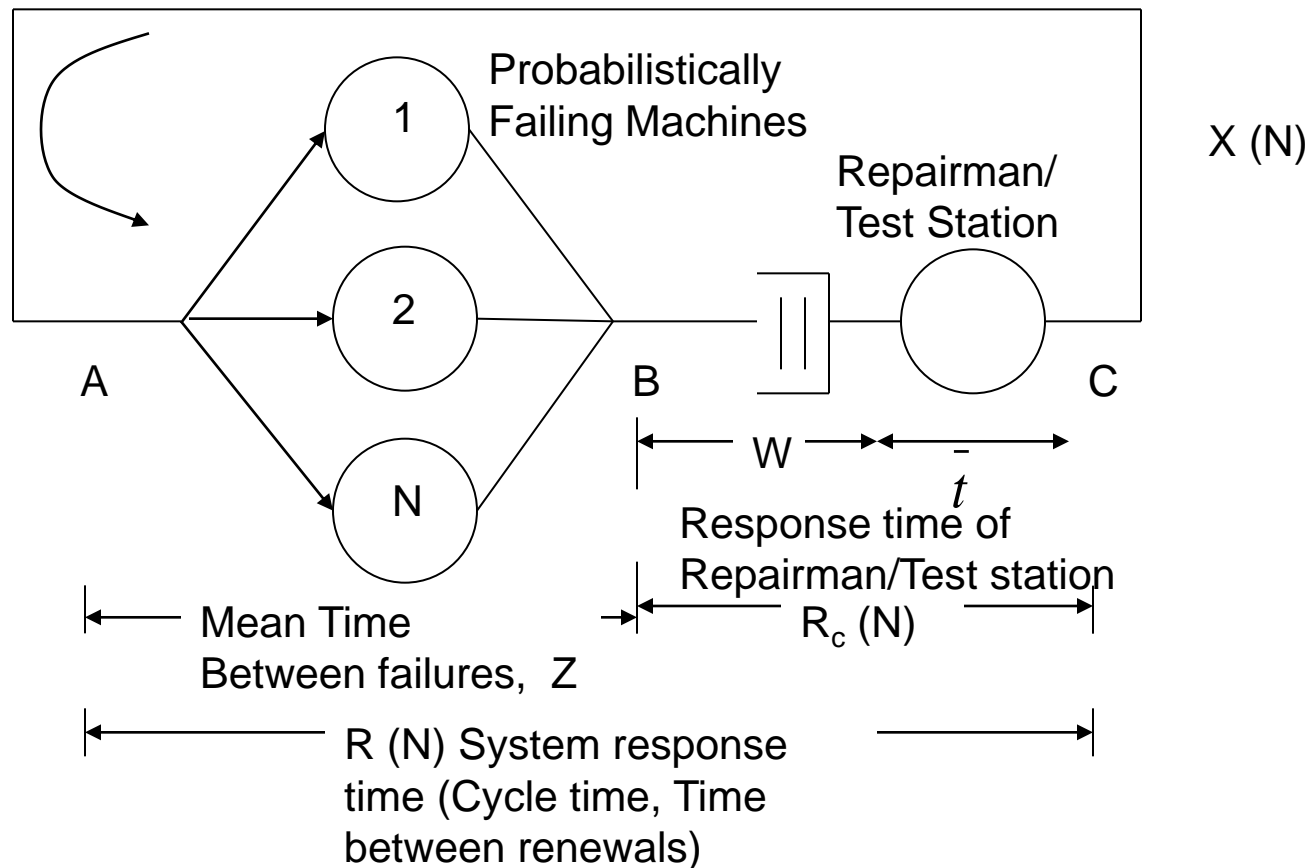 1
Probabilistically
Failing Machines
X (N)
Repairman/
Test Station
2
A
B
C
W
t̄
N
Response time of
Repairman/Test station
Mean Time
Between failures, Z
R_c (N)
R (N) System response
time (Cycle time, Time
between renewals)